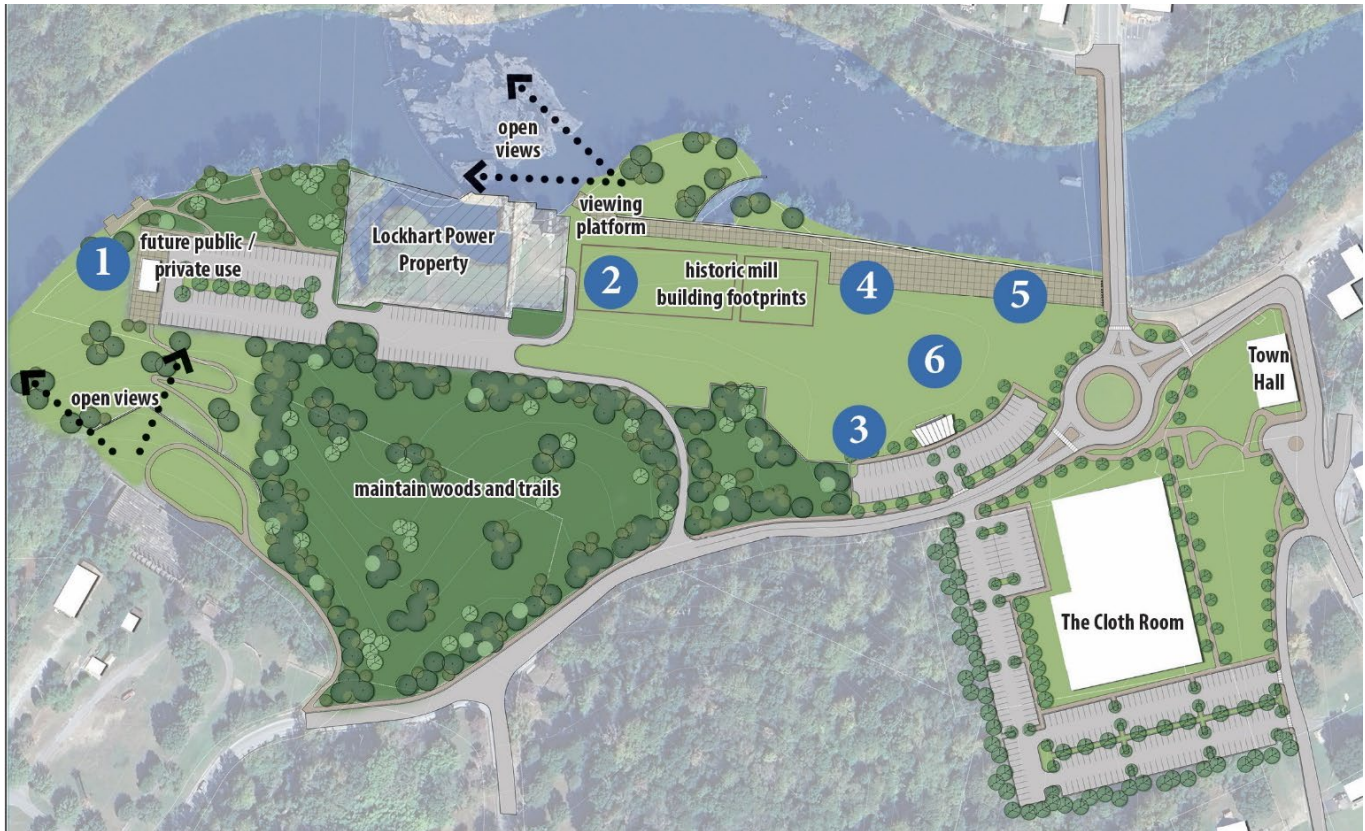 open
views
viewing
platform
1
future public /
private use
Lockhart Power
Property
2
historic mill
building footprints
4
5
6
3
Town
Hall
open views
maintain woods and trails
The Cloth Room